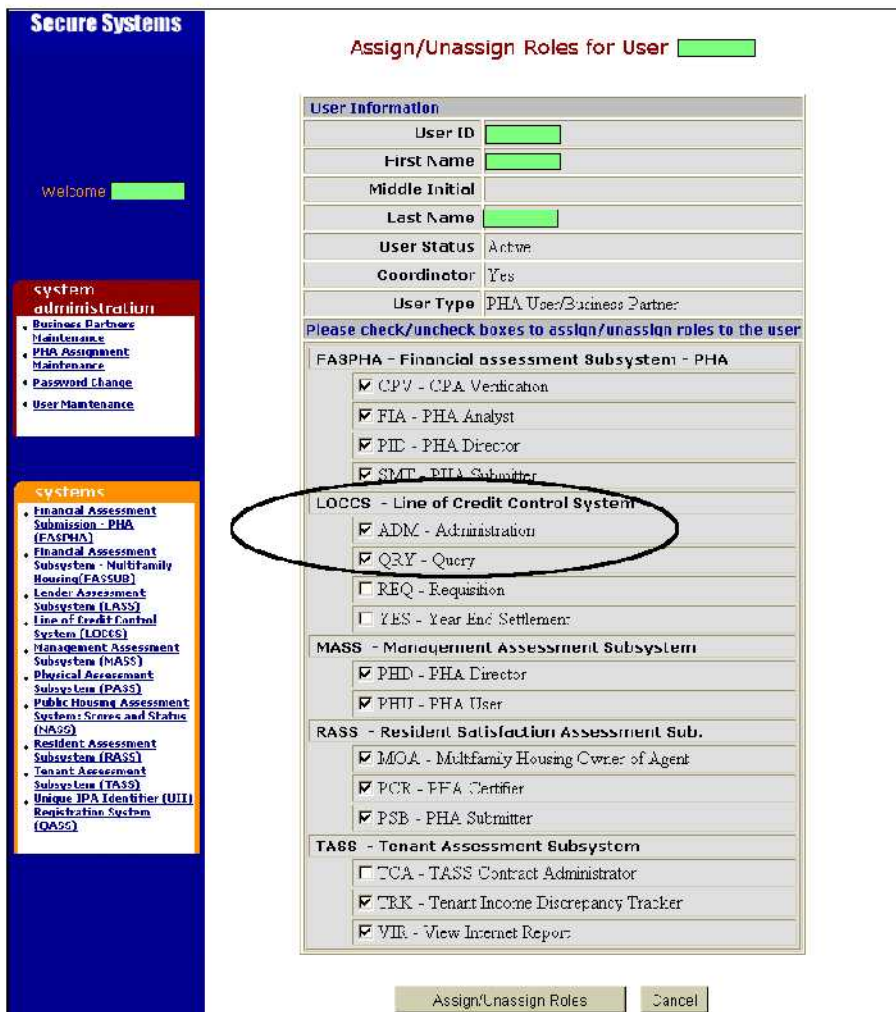 Secure Systems
Welcome
system
administration
Business Partners
Maintenance
PHA Assignment
Maintenance
Password Change
User Maintenance
systems
Financial Assessment
Submission - PHA
(FASPHA)
Financial Assessment
Subsystem - Multifamily
Housing(FASSUB)
Lender Assessment
Subsystem (LASS)
Line of Credit Control
System (LOCCS)
Management Assessment
Subsystem (MASS)
Physical Assessment
Subsystem (PASS)
Public Housing Assessment
System: Scores and Status
(NASS)
Resident Assessment
Subsystem (RASS)
Tenant Assessment
Subsystem (TASS)
Unique IPA Identifier (UII)
Registration System
(QASS)
Assign/Unassign Roles for User
User Information
User ID
First Name
Middle Initial
Last Name
User Status Active
Coordinator Yes
User Type PHA User/Business Partner
Please check/uncheck boxes to assign/unassign roles to the user
FASPHA - Financial assessment Subsystem - PHA
CPV - CPA Verification
FIA - PHA Analyst
PID - PHA Director
SMT - PHA Submitter
LOCCS - Line of Credit Control System
ADM - Administration
QRY - Query
REQ - Requisition
YES - Year End Settlement
MASS - Management Assessment Subsystem
PHD - PHA Director
PHU - PHA User
RASS - Resident Satisfaction Assessment Sub.
MOA - Multifamily Housing Owner of Agent
PCR - PHA Certifier
PSB - PHA Submitter
TASS - Tenant Assessment Subsystem
TCA - TASS Contract Administrator
TRK - Tenant Income Discrepancy Tracker
VIR - View Internet Report
Assign/Unassign Roles
Cancel